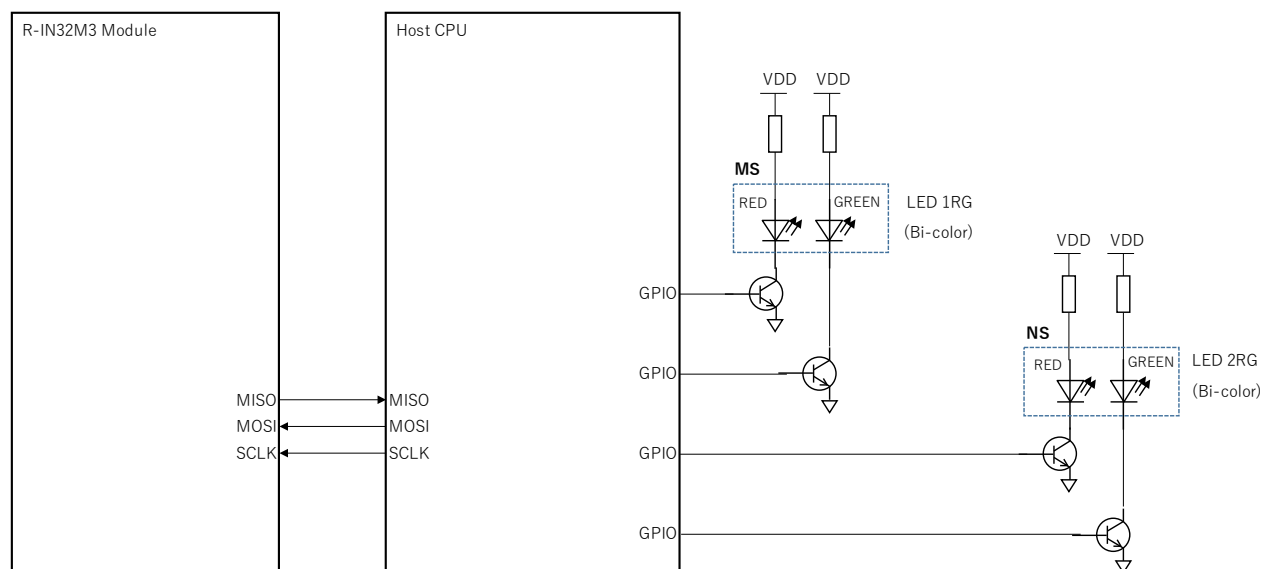 R-IN32M3 Module
Host CPU
VDD
VDD
MS
RED
GREEN
LED 1RG
(Bi-color)
VDD
VDD
GPIO
NS
RED
GREEN
LED 2RG
(Bi-color)
GPIO
MISO
MISO
MOSI
MOSI
SCLK
SCLK
GPIO
GPIO